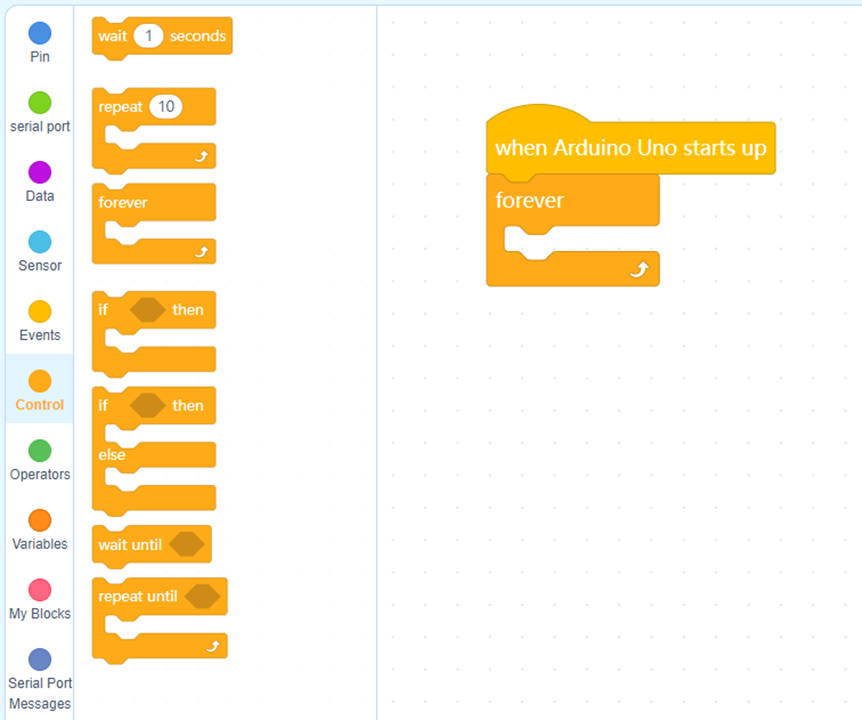 Pin
serial port
Data
Sensor
Events
Control
Operators
Variables
My Blocks
Serial Port
Messages
wait 1 seconds
repeat 10
forever
if then
if then
else
wait until
repeat until
when Arduino Uno starts up
forever